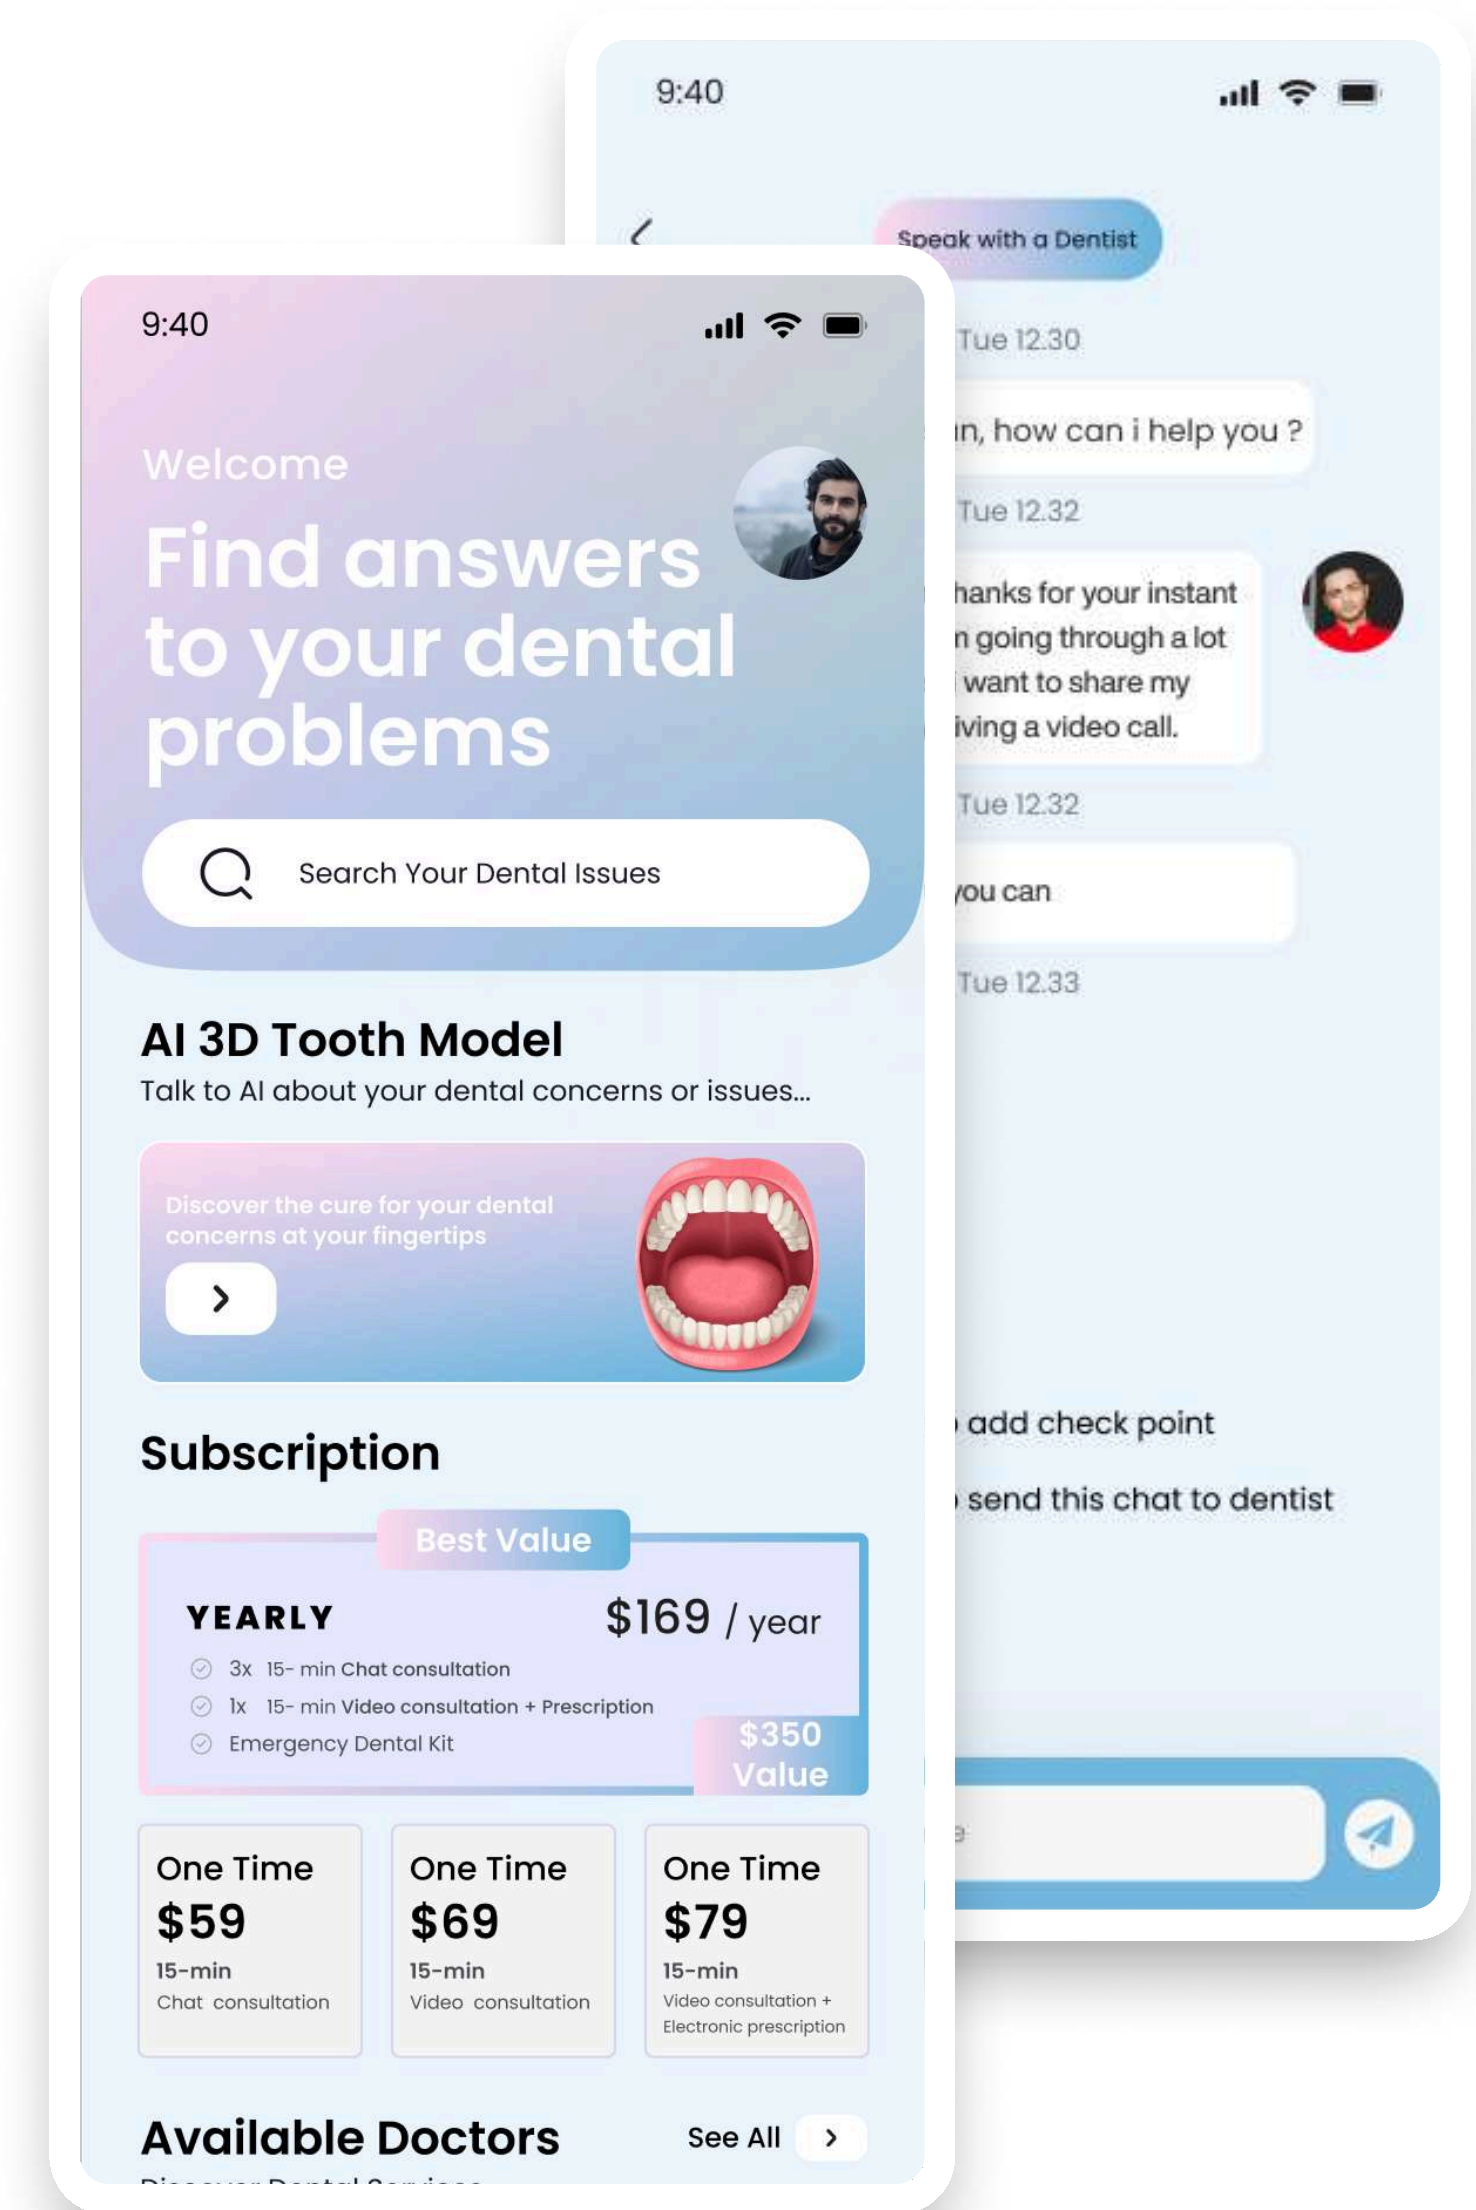 9:40
Speak with a Dentist
Tue 12.30
how can i help you ?
Tue 12.32
for your instant
going through a lot
want to share my
a video call.
Tue 12.32
you can
Tue 12.33
add check point
send this chat to dentist
9:40
Welcome
Find answers
to your dental
problems
Search Your Dental Issues
AI 3D Tooth Model
Talk to AI about your dental concerns or issues...
Discover the cure for your dental
concerns at your fingertips
Subscription
Best Value
YEARLY $169 / year
3x 15- min Chat consultation
1x 15- min Video consultation + Prescription
Emergency Dental Kit
$350
Value
One Time
$59
15-min
Chat consultation
One Time
$69
15-min
Video consultation
One Time
$79
15-min
Video consultation +
Electronic prescription
Available Doctors
See All